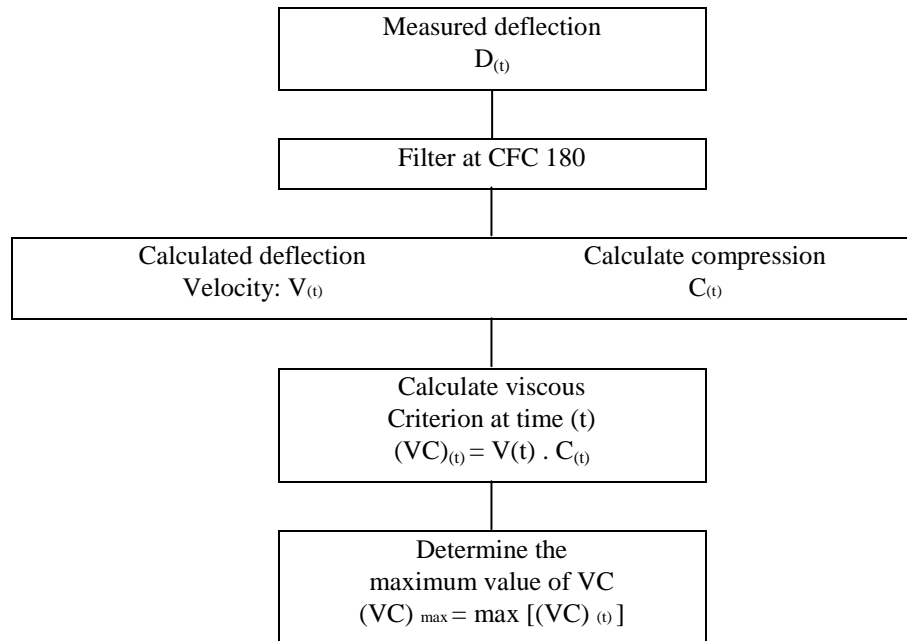 Measured deflection
D(t)
Filter at CFC 180
Calculated deflection
Velocity: V(t)
Calculate compression
C(t)
Calculate viscous
Criterion at time (t)
(VC)(t) = V(t) . C(t)
Determine the
maximum value of VC
(VC) max = max [(VC) (t) ]